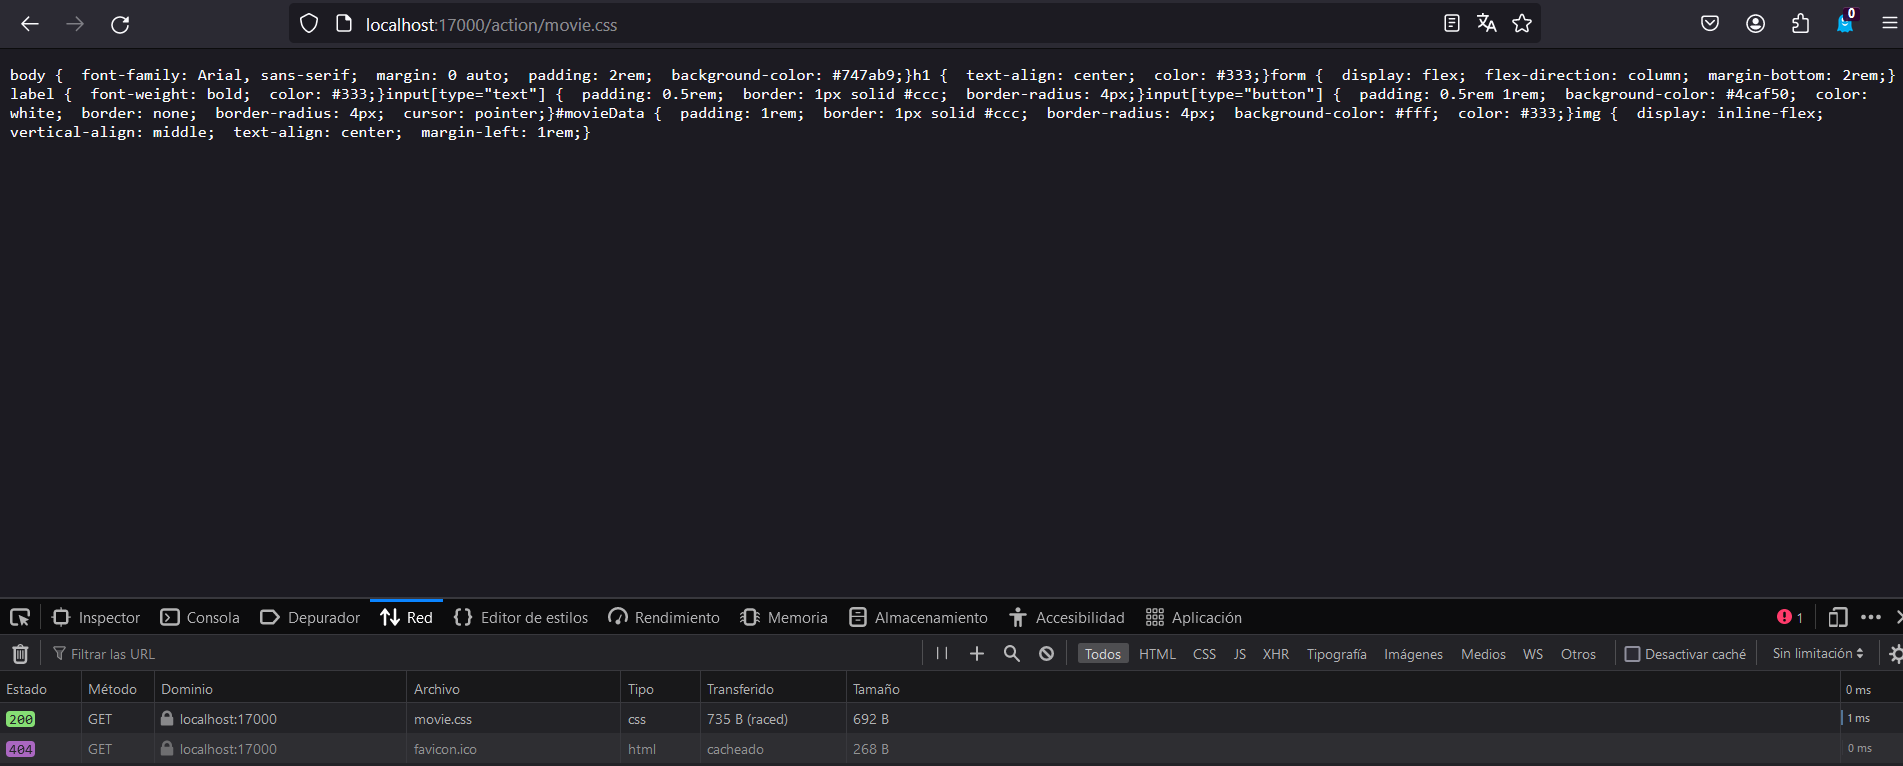 localhost:17000/action/movie.css
0
body {  font-family: Arial, sans-serif;  margin: 0 auto;  padding: 2rem;  background-color: #747ab9;}h1 {  text-align: center;  color: #333;}form {  display: flex;  flex-direction: column;  margin-bottom: 2rem;}
label {  font-weight: bold;  color: #333;}input[type="text"] {  padding: 0.5rem;  border: 1px solid #ccc;  border-radius: 4px;}input[type="button"] {  padding: 0.5rem 1rem;  background-color: #4caf50;  color:
white;  border: none;  border-radius: 4px;  cursor: pointer;}#movieData {  padding: 1rem;  border: 1px solid #ccc;  border-radius: 4px;  background-color: #fff;  color: #333;}img {  display: inline-flex;
vertical-align: middle;  text-align: center;  margin-left: 1rem;}
Inspector Consola Depurador Red Editor de estilos Rendimiento Memoria Almacenamiento Accesibilidad Aplicación 1
Filtrar las URL Todos HTML CSS JS XHR Tipografía Imágenes Medios WS Otros Desactivar caché Sin limitación
Estado Método Dominio Archivo Tipo Transferido Tamaño 0 ms
200 GET localhost:17000 movie.css css 735 B (raced) 692 B 1 ms
404 GET localhost:17000 favicon.ico html cacheado 268 B 0 ms